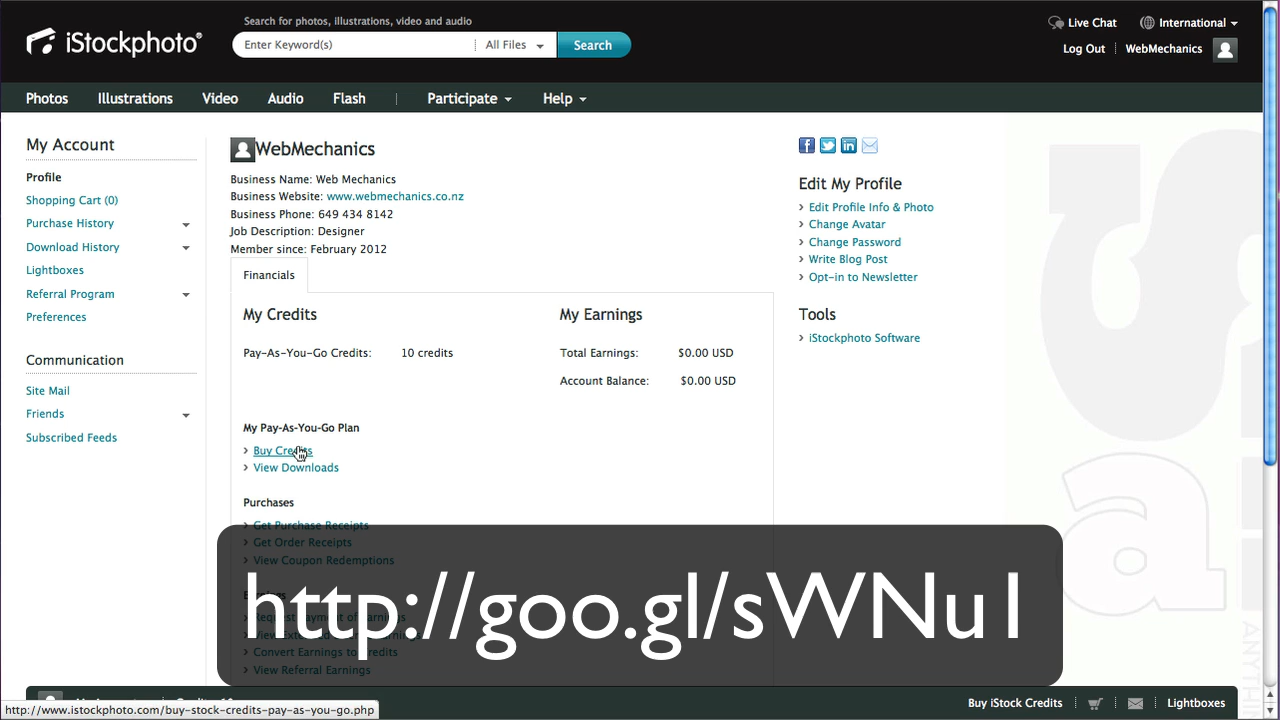 Search for photos, illustrations, video and audio
Live Chat
International
iStockphoto®
Enter Keyword(s)
All Files
Search
Log Out
WebMechanics
Photos
Illustrations
Video
Audio
Flash
Participate
Help
My Account
Profile
Shopping Cart (0)
Purchase History
Download History
Lightboxes
Referral Program
Preferences
Communication
Site Mail
Friends
Subscribed Feeds
WebMechanics
Business Name: Web Mechanics
Business Website: www.webmechanics.co.nz
Business Phone: 649 434 8142
Job Description: Designer
Member since: February 2012
Financials
My Credits
Pay-As-You-Go Credits: 10 credits
My Earnings
Total Earnings: $0.00 USD
Account Balance: $0.00 USD
My Pay-As-You-Go Plan
Buy Credits
View Downloads
Purchases
Get Purchase Receipts
Get Order Receipts
View Coupon Redemptions
Convert Earnings to Credits
View Referral Earnings
Edit My Profile
Edit Profile Info & Photo
Change Avatar
Change Password
Write Blog Post
Opt-in to Newsletter
Tools
iStockphoto Software
http://goo.gl/sWNu1
Buy iStock Credits
Lightboxes
http://www.istockphoto.com/buy-stock-credits-pay-as-you-go.php